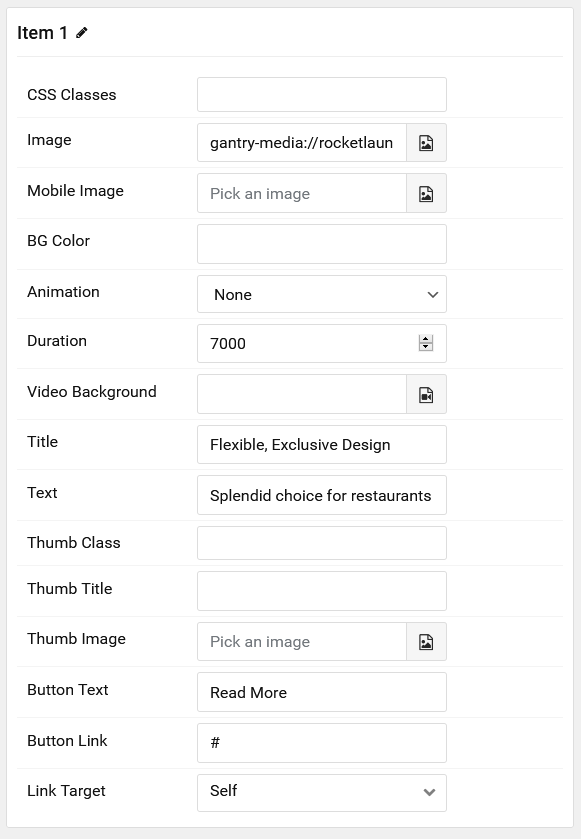 Item 1
CSS Classes
Image gantry-media://rocketlaun
Mobile Image Pick an image
BG Color
Animation None
Duration 7000
Video Background
Title Flexible, Exclusive Design
Text Splendid choice for restaurants
Thumb Class
Thumb Title
Thumb Image Pick an image
Button Text Read More
Button Link #
Link Target Self